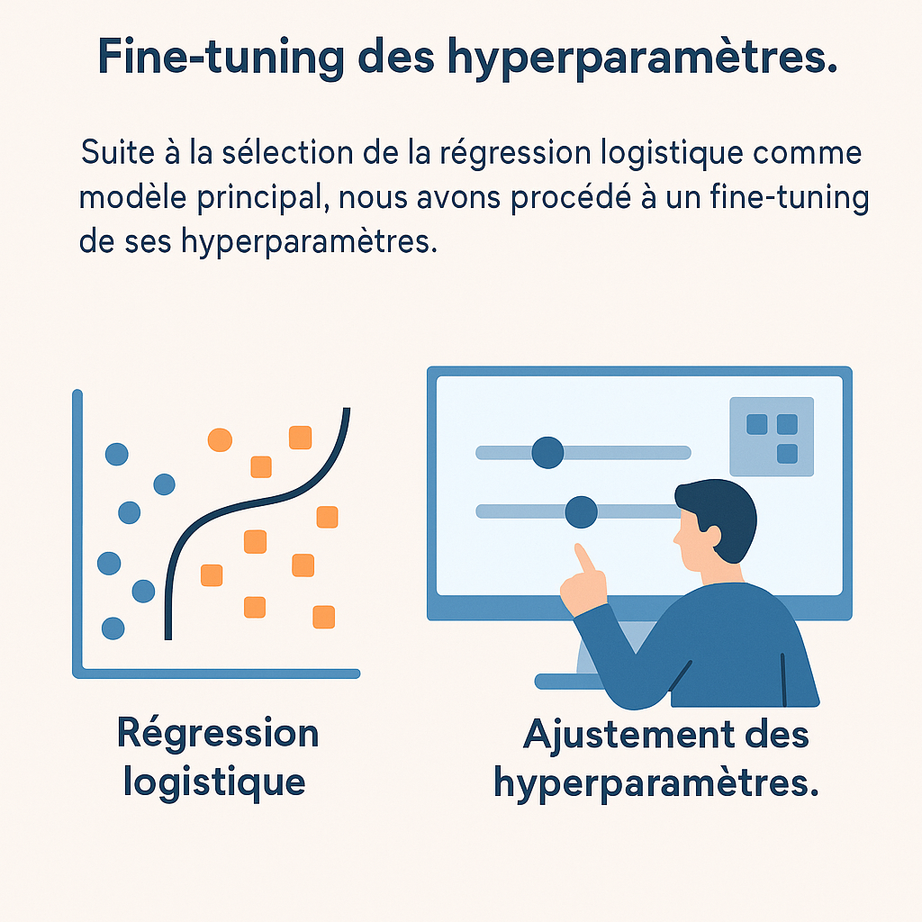 Fine-tuning des hyperparamètres.
Suite à la sélection de la régression logistique comme
modèle principal, nous avons procédé à un fine-tuning
de ses hyperparamètres.
Régression
logistique
Ajustement des
hyperparamètres.